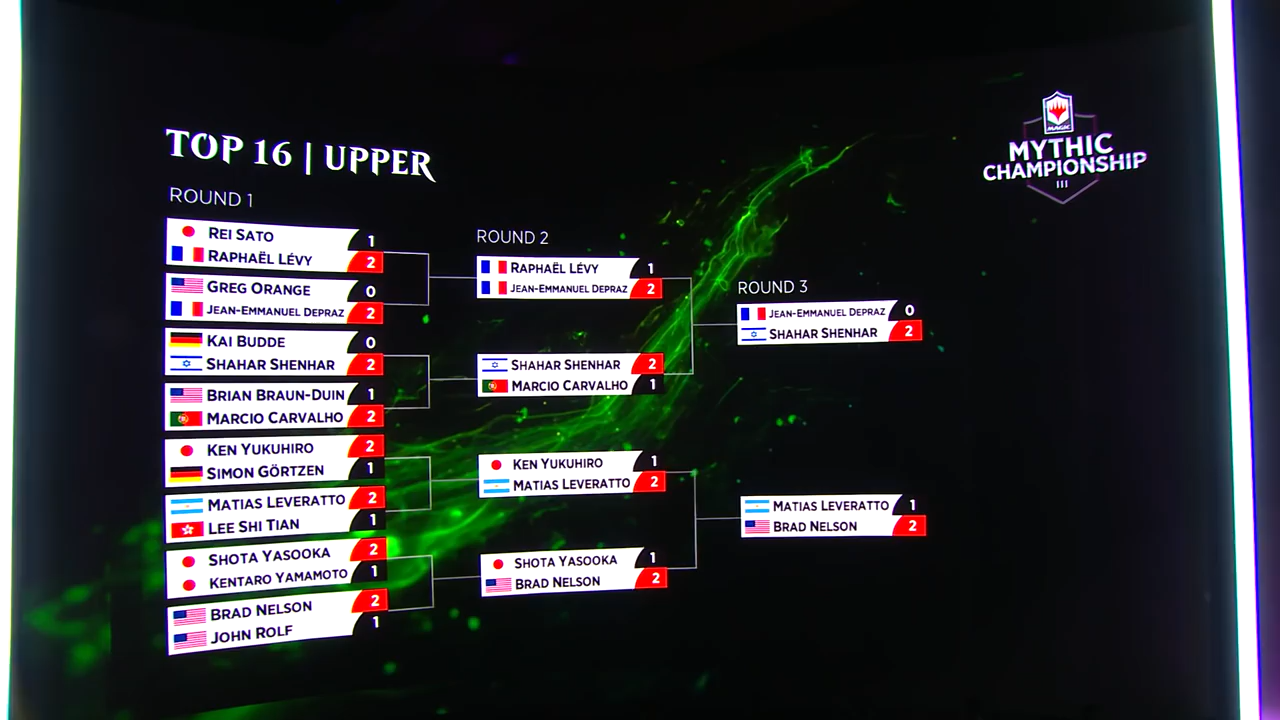 MAGIC
MYTHIC
CHAMPIONSHIP
III
TOP 16 | UPPER
ROUND 1
REI SATO 1
RAPHAËL LÉVY 2
GREG ORANGE 0
JEAN-EMMANUEL DEPRAZ 2
KAI BUDDE 0
SHAHAR SHENHAR 2
BRIAN BRAUN-DUIN 1
MARCIO CARVALHO 2
KEN YUKUHIRO 2
SIMON GÖRTZEN 1
MATIAS LEVERATTO 2
LEE SHI TIAN 1
SHOTA YASOOKA 2
KENTARO YAMAMOTO 1
BRAD NELSON 2
JOHN ROLF 1
ROUND 2
RAPHAËL LÉVY 1
JEAN-EMMANUEL DEPRAZ 2
SHAHAR SHENHAR 2
MARCIO CARVALHO 1
KEN YUKUHIRO 1
MATIAS LEVERATTO 2
SHOTA YASOOKA 1
BRAD NELSON 2
ROUND 3
JEAN-EMMANUEL DEPRAZ 0
SHAHAR SHENHAR 2
MATIAS LEVERATTO 1
BRAD NELSON 2